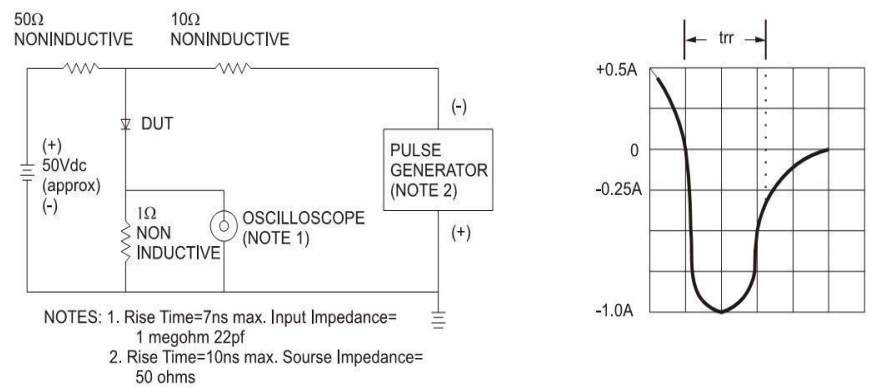 50Ω
NONINDUCTIVE
10Ω
NONINDUCTIVE
DUT
(+)
50Vdc
(approx)
(-)
1Ω
NON
INDUCTIVE
OSCILLOSCOPE
(NOTE 1)
(-)
PULSE
GENERATOR
(NOTE 2)
(+)
NOTES: 1. Rise Time=7ns max. Input Impedance=
1 megohm 22pf
2. Rise Time=10ns max. Sourse Impedance=
50 ohms
trr
+0.5A
0
-0.25A
-1.0A